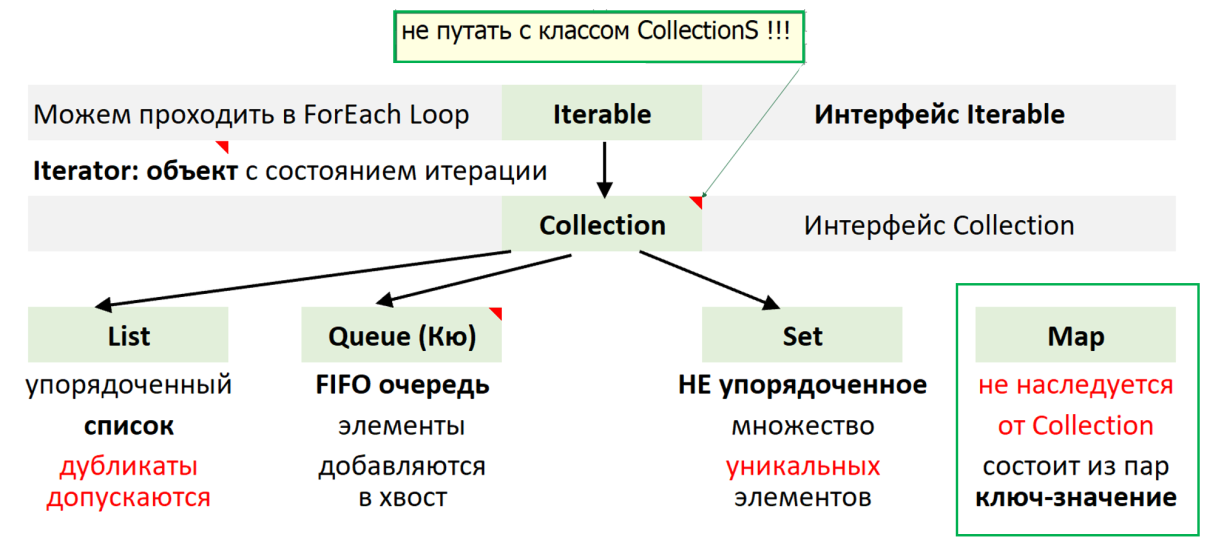 не путать с классом CollectionS !!!
Можем проходить в ForEach Loop
Iterable
Интерфейс Iterable
Iterator: объект с состоянием итерации
Collection
Интерфейс Collection
List
упорядоченный
список
дубликаты
допускаются
Queue (Кю)
FIFO очередь
элементы
добавляются
в хвост
Set
НЕ упорядоченное
множество
уникальных
элементов
Map
не наследуется
от Collection
состоит из пар
ключ-значение